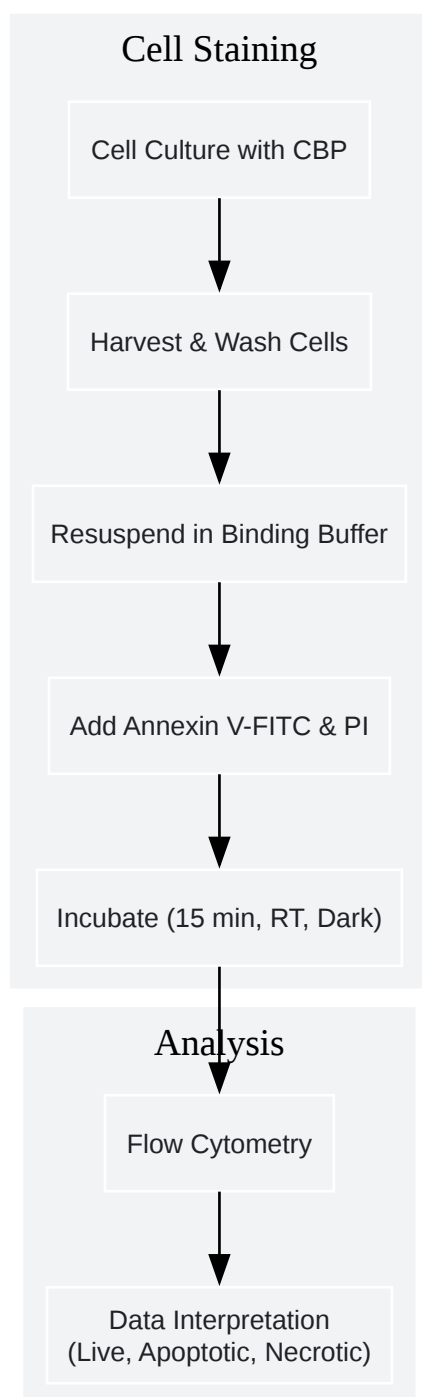 Cell Staining
Cell Culture with CBP
Harvest & Wash Cells
Resuspend in Binding Buffer
Add Annexin V-FITC & PI
Incubate (15 min, RT, Dark)
Analysis
Flow Cytometry
Data Interpretation
(Live, Apoptotic, Necrotic)